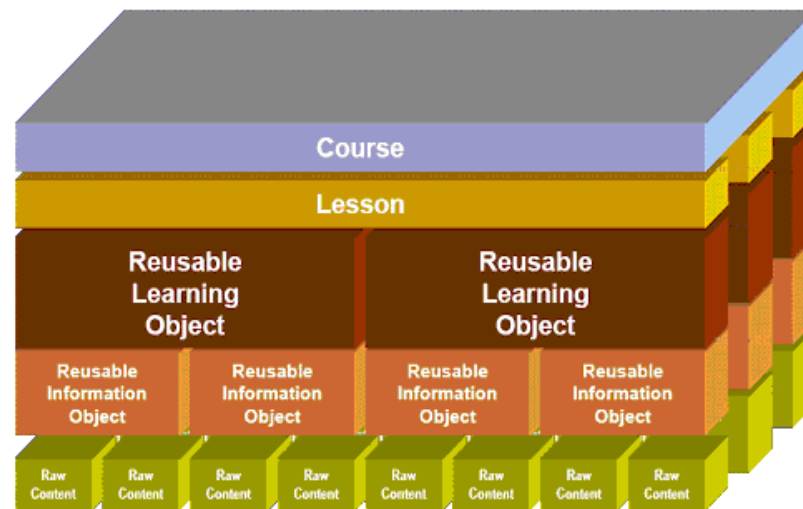 Course
Lesson
Reusable
Learning
Object
Reusable
Learning
Object
Reusable
Information
Object
Reusable
Information
Object
Reusable
Information
Object
Reusable
Information
Object
Raw
Content
Raw
Content
Raw
Content
Raw
Content
Raw
Content
Raw
Content
Raw
Content
Raw
Content